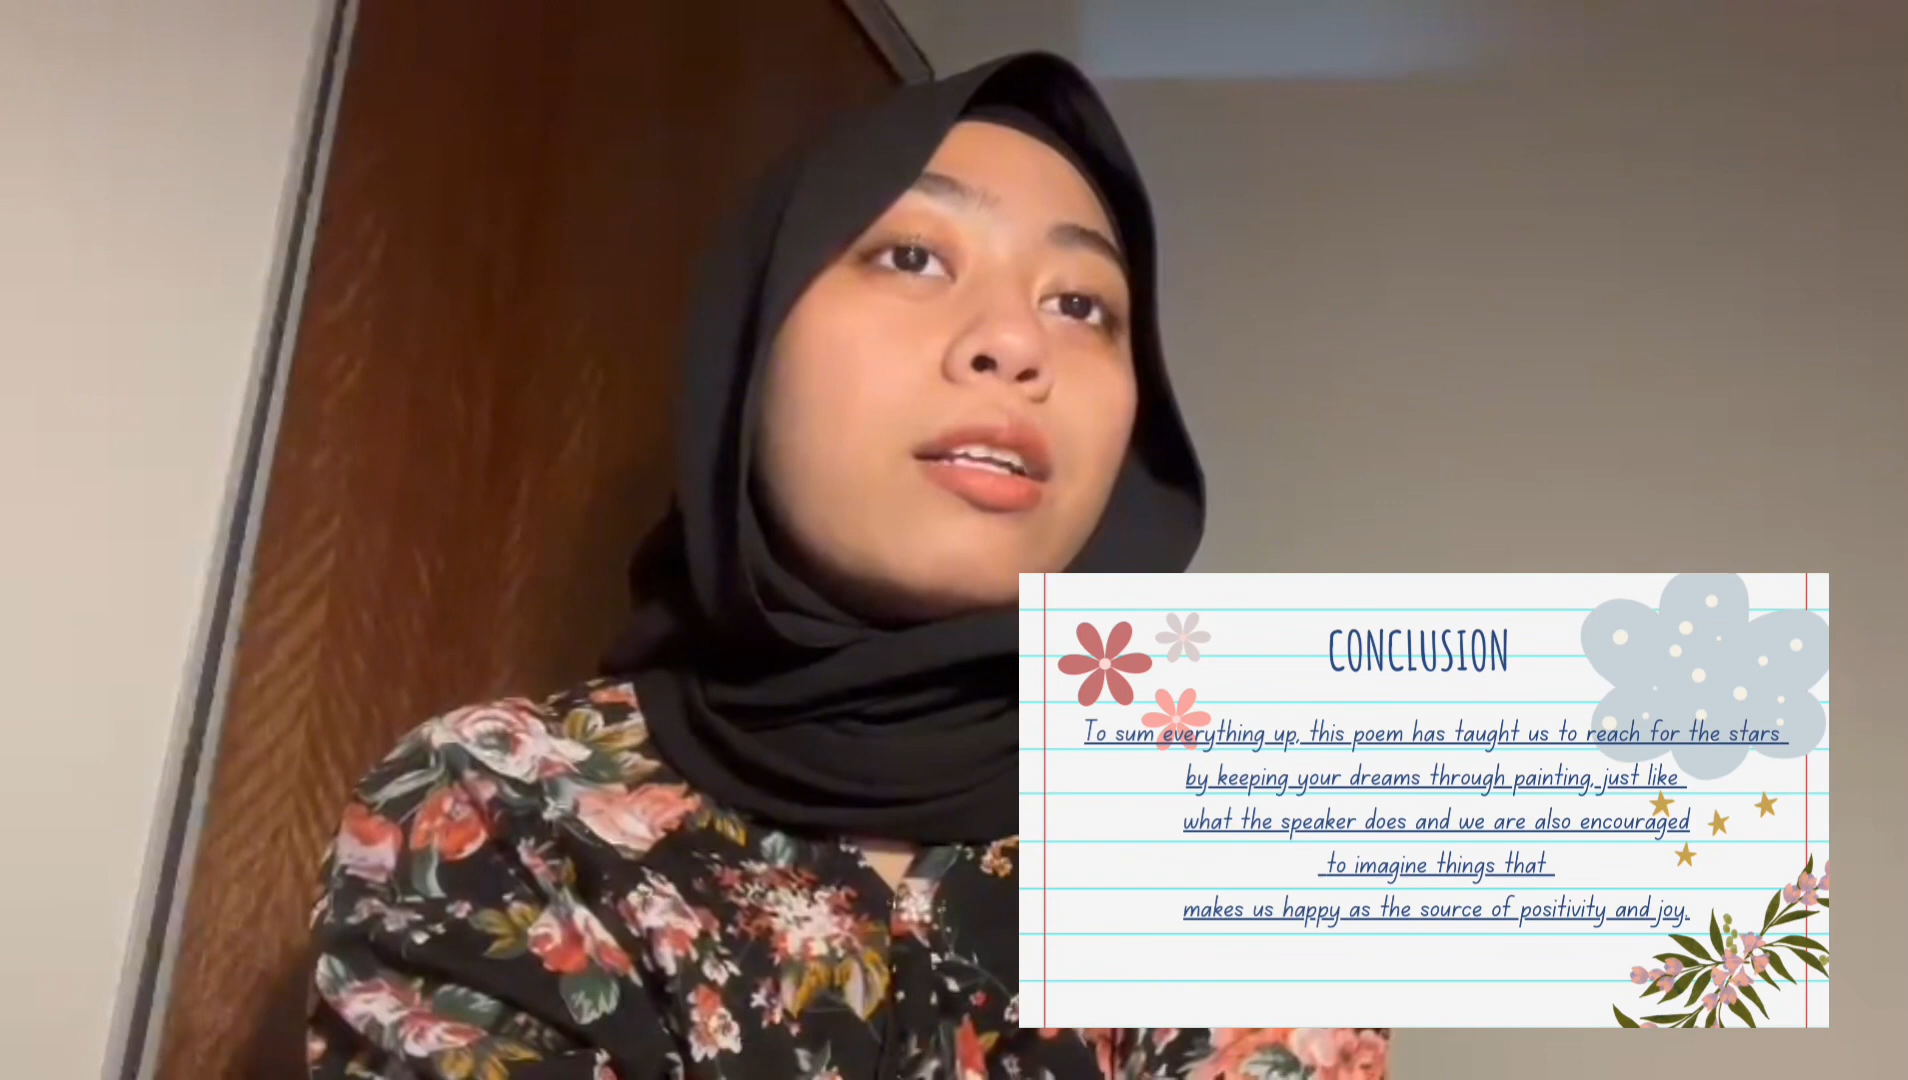 CONCLUSION
To sum everything up, this poem has taught us to reach for the stars
by keeping your dreams through painting, just like
what the speaker does and we are also encouraged
to imagine things that
makes us happy as the source of positivity and joy.